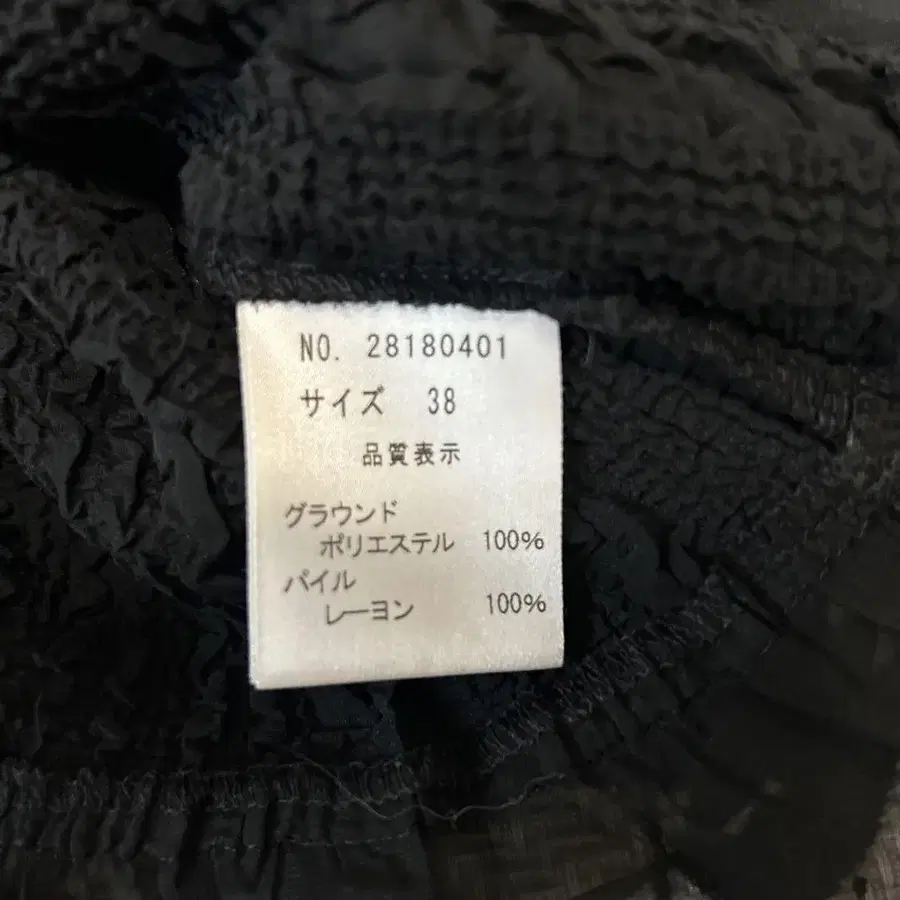 NO. 28180401
サイズ 38
品質表示
グラウンド
ポリエステル 100%
パイル
レーヨン 100%